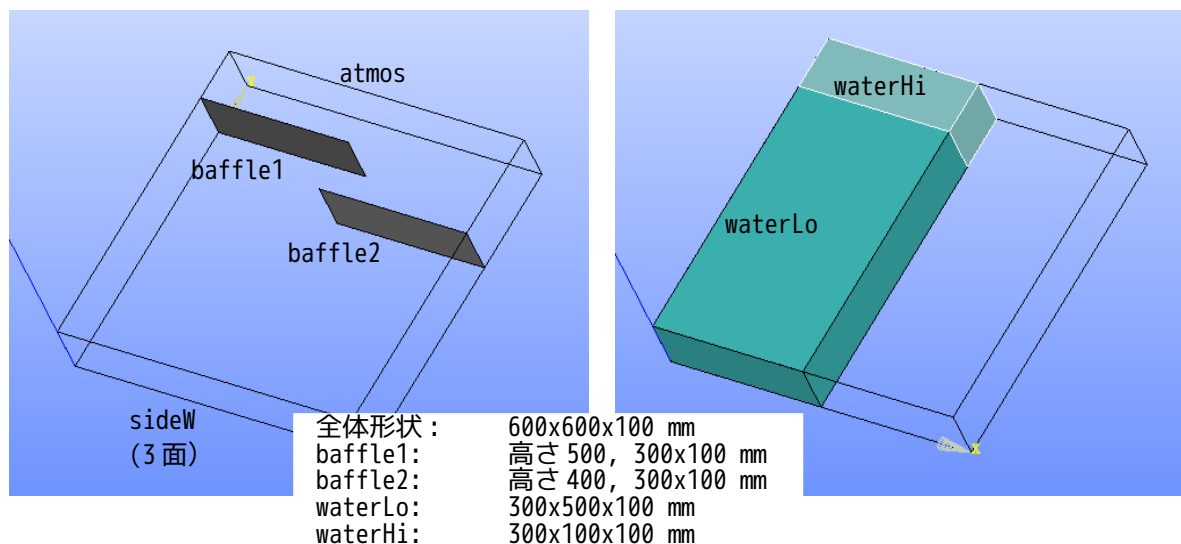 atmos
baffle1
baffle2
sideW
(3面)
Y
waterHi
waterLo
X
全体形状: 600x600x100 mm
baffle1: 高さ500, 300x100 mm
baffle2: 高さ400, 300x100 mm
waterLo: 300x500x100 mm
waterHi: 300x100x100 mm